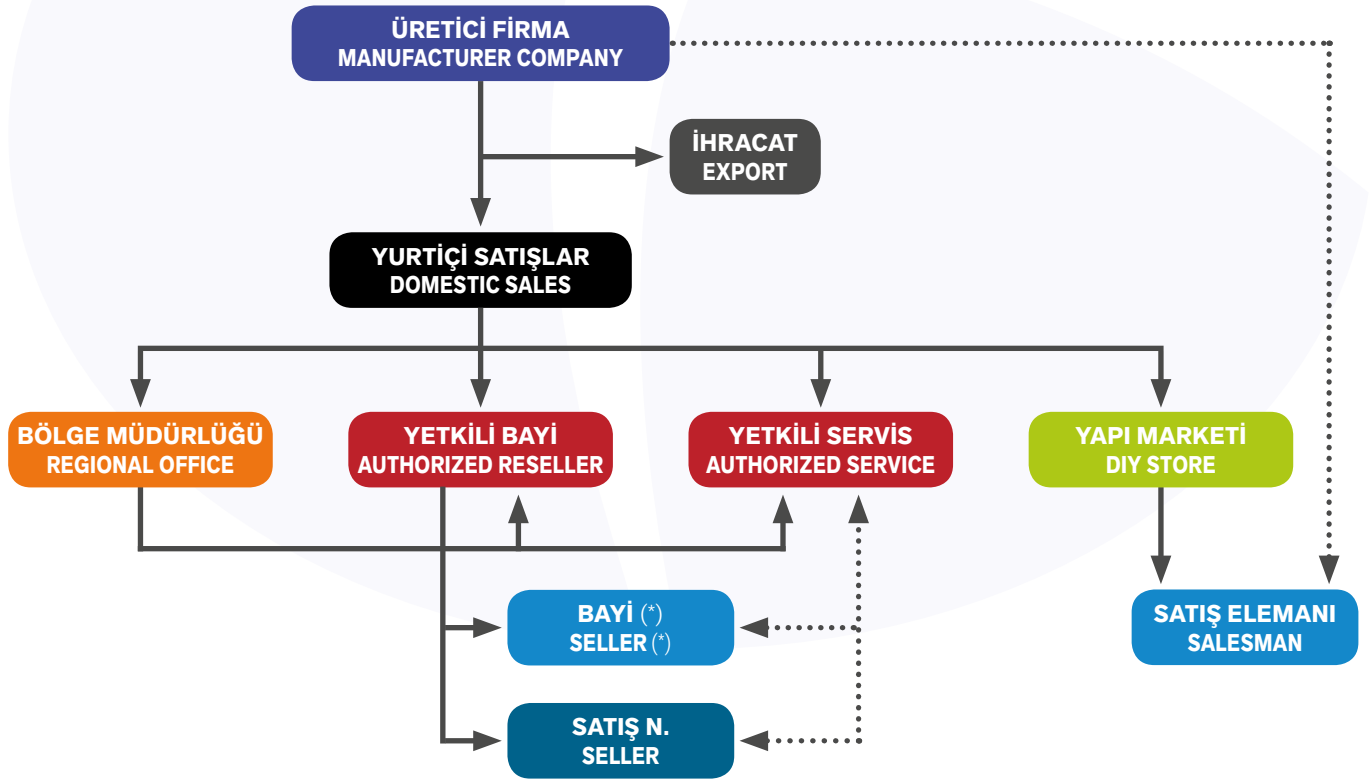 ÜRETİCİ FİRMA
MANUFACTURER COMPANY
İHRACAT
EXPORT
YURTİÇİ SATIŞLAR
DOMESTIC SALES
BÖLGE MÜDÜRLÜĞÜ
REGIONAL OFFICE
YETKİLİ BAYİ
AUTHORIZED RESELLER
YETKİLİ SERVİS
AUTHORIZED SERVICE
YAPI MARKETİ
DIY STORE
BAYİ (*)
SELLER (*)
SATIŞ ELEMANI
SALESMAN
SATIŞ N.
SELLER